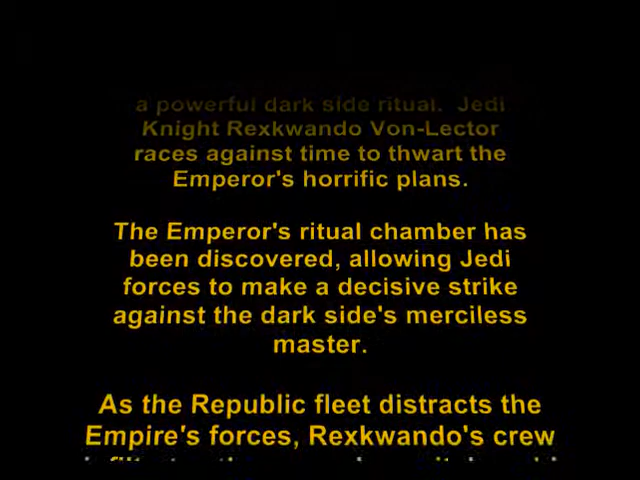 a powerful dark side ritual. Jedi
Knight Rexkwando Von-Lector
races against time to thwart the
Emperor's horrific plans.
The Emperor's ritual chamber has
been discovered, allowing Jedi
forces to make a decisive strike
against the dark side's merciless
master.
As the Republic fleet distracts the
Empire's forces, Rexkwando's crew